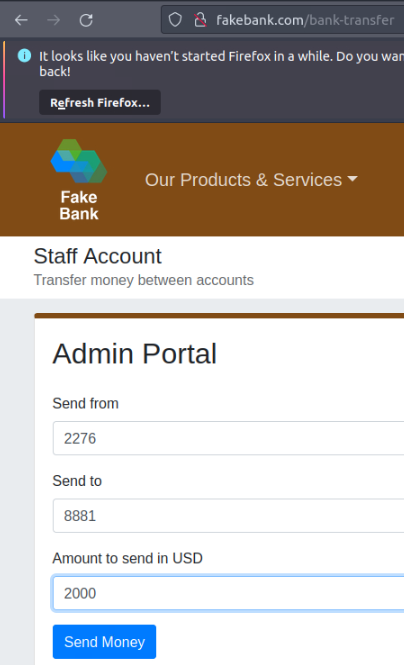 fakebank.com/bank-transfer
It looks like you haven't started Firefox in a while. Do you wan
back!
Refresh Firefox...
Our Products & Services
Fake
Bank
Staff Account
Transfer money between accounts
Admin Portal
Send from
2276
Send to
8881
Amount to send in USD
2000
Send Money